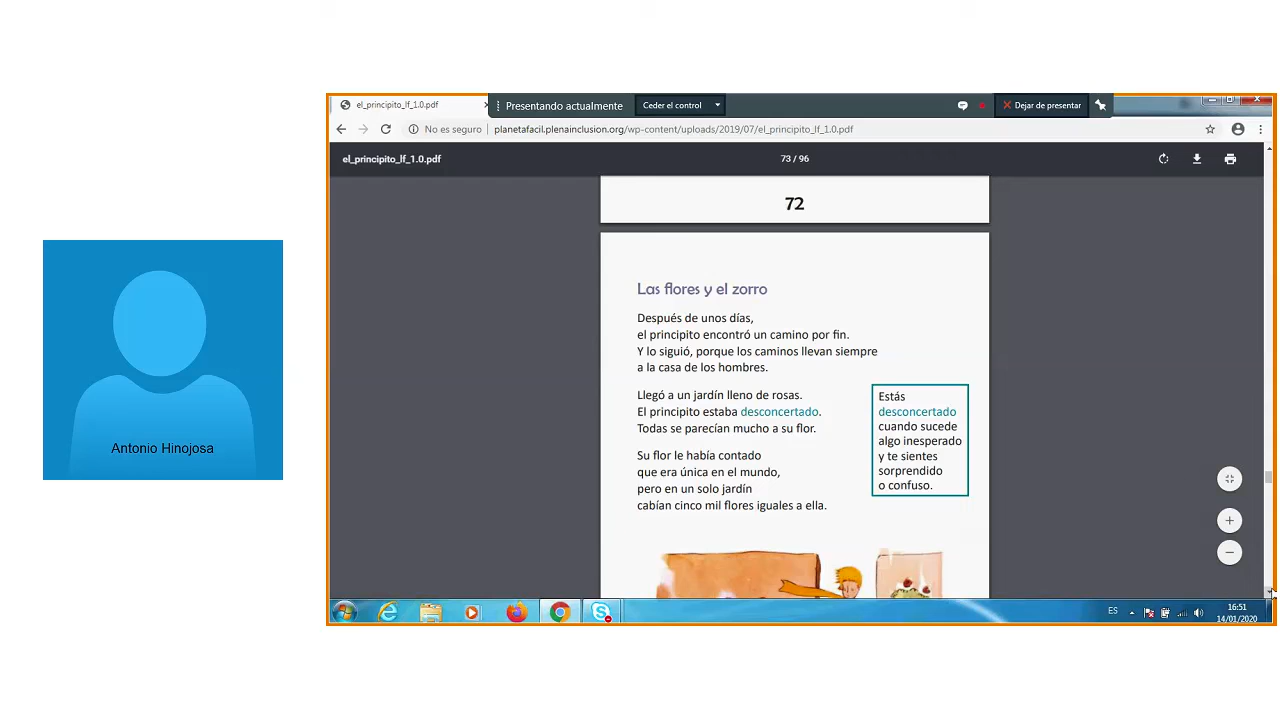 el_principito_lf_1.0.pdf
Presentando actualmente
Ceder el control
Dejar de presentar
No es seguro
planetafacil.plenainclusion.org/wp-content/uploads/2019/07/el_principito_lf_1.0.pdf
el_principito_lf_1.0.pdf
73 / 96
72
Las flores y el zorro
Después de unos días,
el principito encontró un camino por fin.
Y lo siguió, porque los caminos llevan siempre
a la casa de los hombres.
Llegó a un jardín lleno de rosas.
El principito estaba desconcertado.
Todas se parecían mucho a su flor.
Estás
desconcertado
cuando sucede
algo inesperado
y te sientes
sorprendido
o confuso.
Su flor le había contado
que era única en el mundo,
pero en un solo jardín
cabían cinco mil flores iguales a ella.
Antonio Hinojosa
ES
16:51
14/01/2020